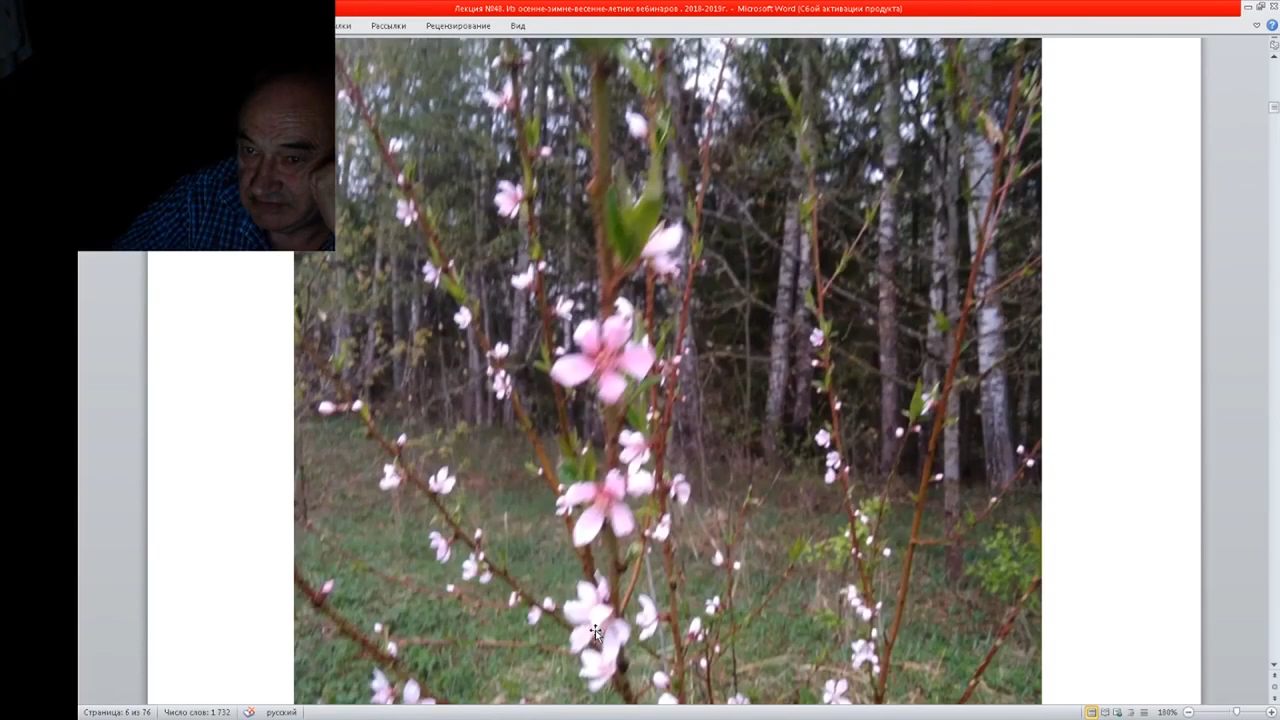 Лекция №48. Из осенне-зимне-весенне-летних вебинаров . 2018-2019г. - Microsoft Word (Сбой активации продукта)
лки Рассылки Рецензирование Вид
Страница: 6 из 76 Число слов: 1 732 русский 180%